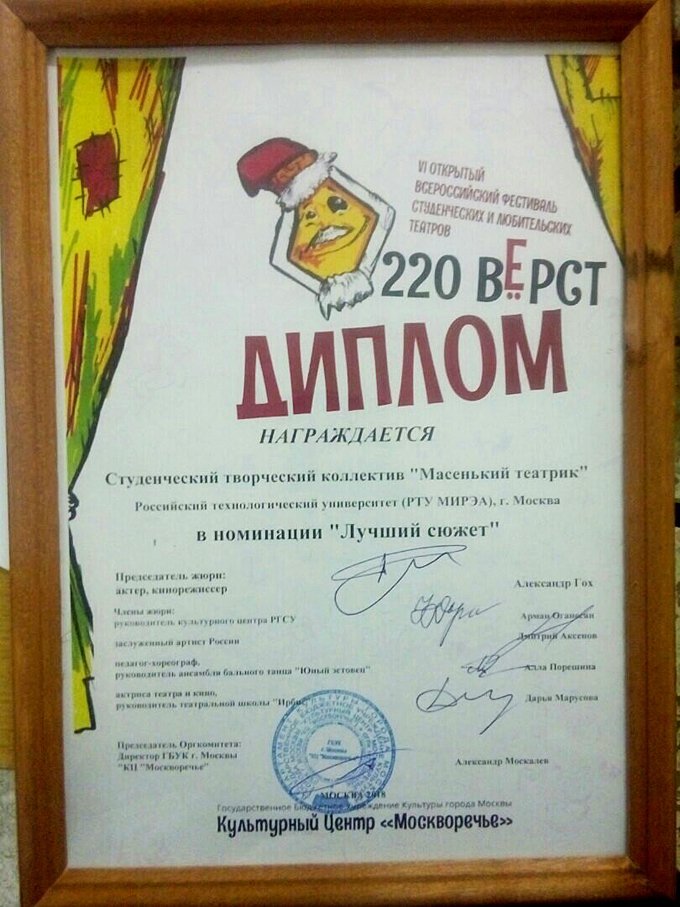 VI ОТКРЫТЫЙ
ВСЕРОССИЙСКИЙ ФЕСТИВАЛЬ
СТУДЕНЧЕСКИХ И ЛЮБИТЕЛЬСКИХ
ТЕАТРОВ
220 ВЁРСТ
ДИПЛОМ
НАГРАЖДАЕТСЯ
Студенческий творческий коллектив "Масенький театрик"
Российский технологический университет (РТУ МИРЭА), г. Москва
в номинации "Лучший сюжет"
Председатель жюри:
актер, кинорежиссер Александр Гох
Члены жюри:
руководитель культурного центра РГСУ Арман Оганесян
заслуженный артист России Дмитрий Аксенов
педагог-хореограф,
руководитель ансамбля бального танца "Юный зетовец" Алла Порешина
актриса театра и кино,
руководитель театральной школы "Ирбис" Дарья Марусова
Председатель Оргкомитета:
Директор ГБУК г. Москвы Александр Москалев
"КЦ "Москворечье"
МОСКВА 2018
Государственное Бюджетное Учреждение Культуры города Москвы
Культурный Центр «Москворечье»